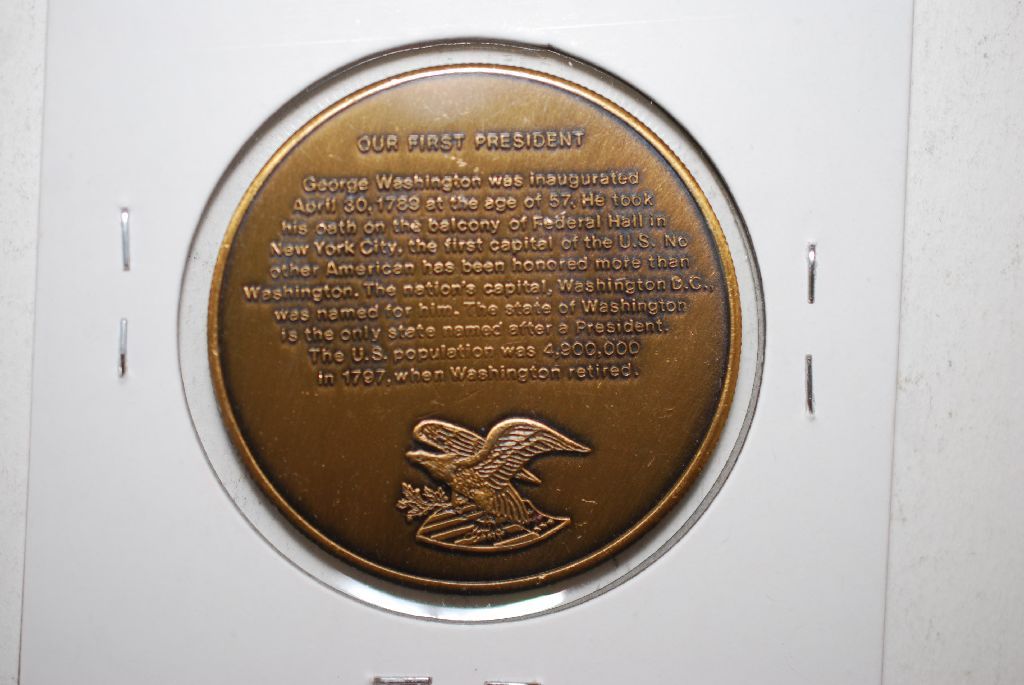 OUR FIRST PRESIDENT
George Washington was inaugurated
April 30, 1789 at the age of 57. He took
his oath on the balcony of Federal Hall in
New York City, the first capital of the U.S. No
other American has been honored more than
Washington. The nation's capital, Washington D.C.,
was named for him. The state of Washington
is the only state named after a President.
The U.S. population was 4,900,000
in 1797, when Washington retired.